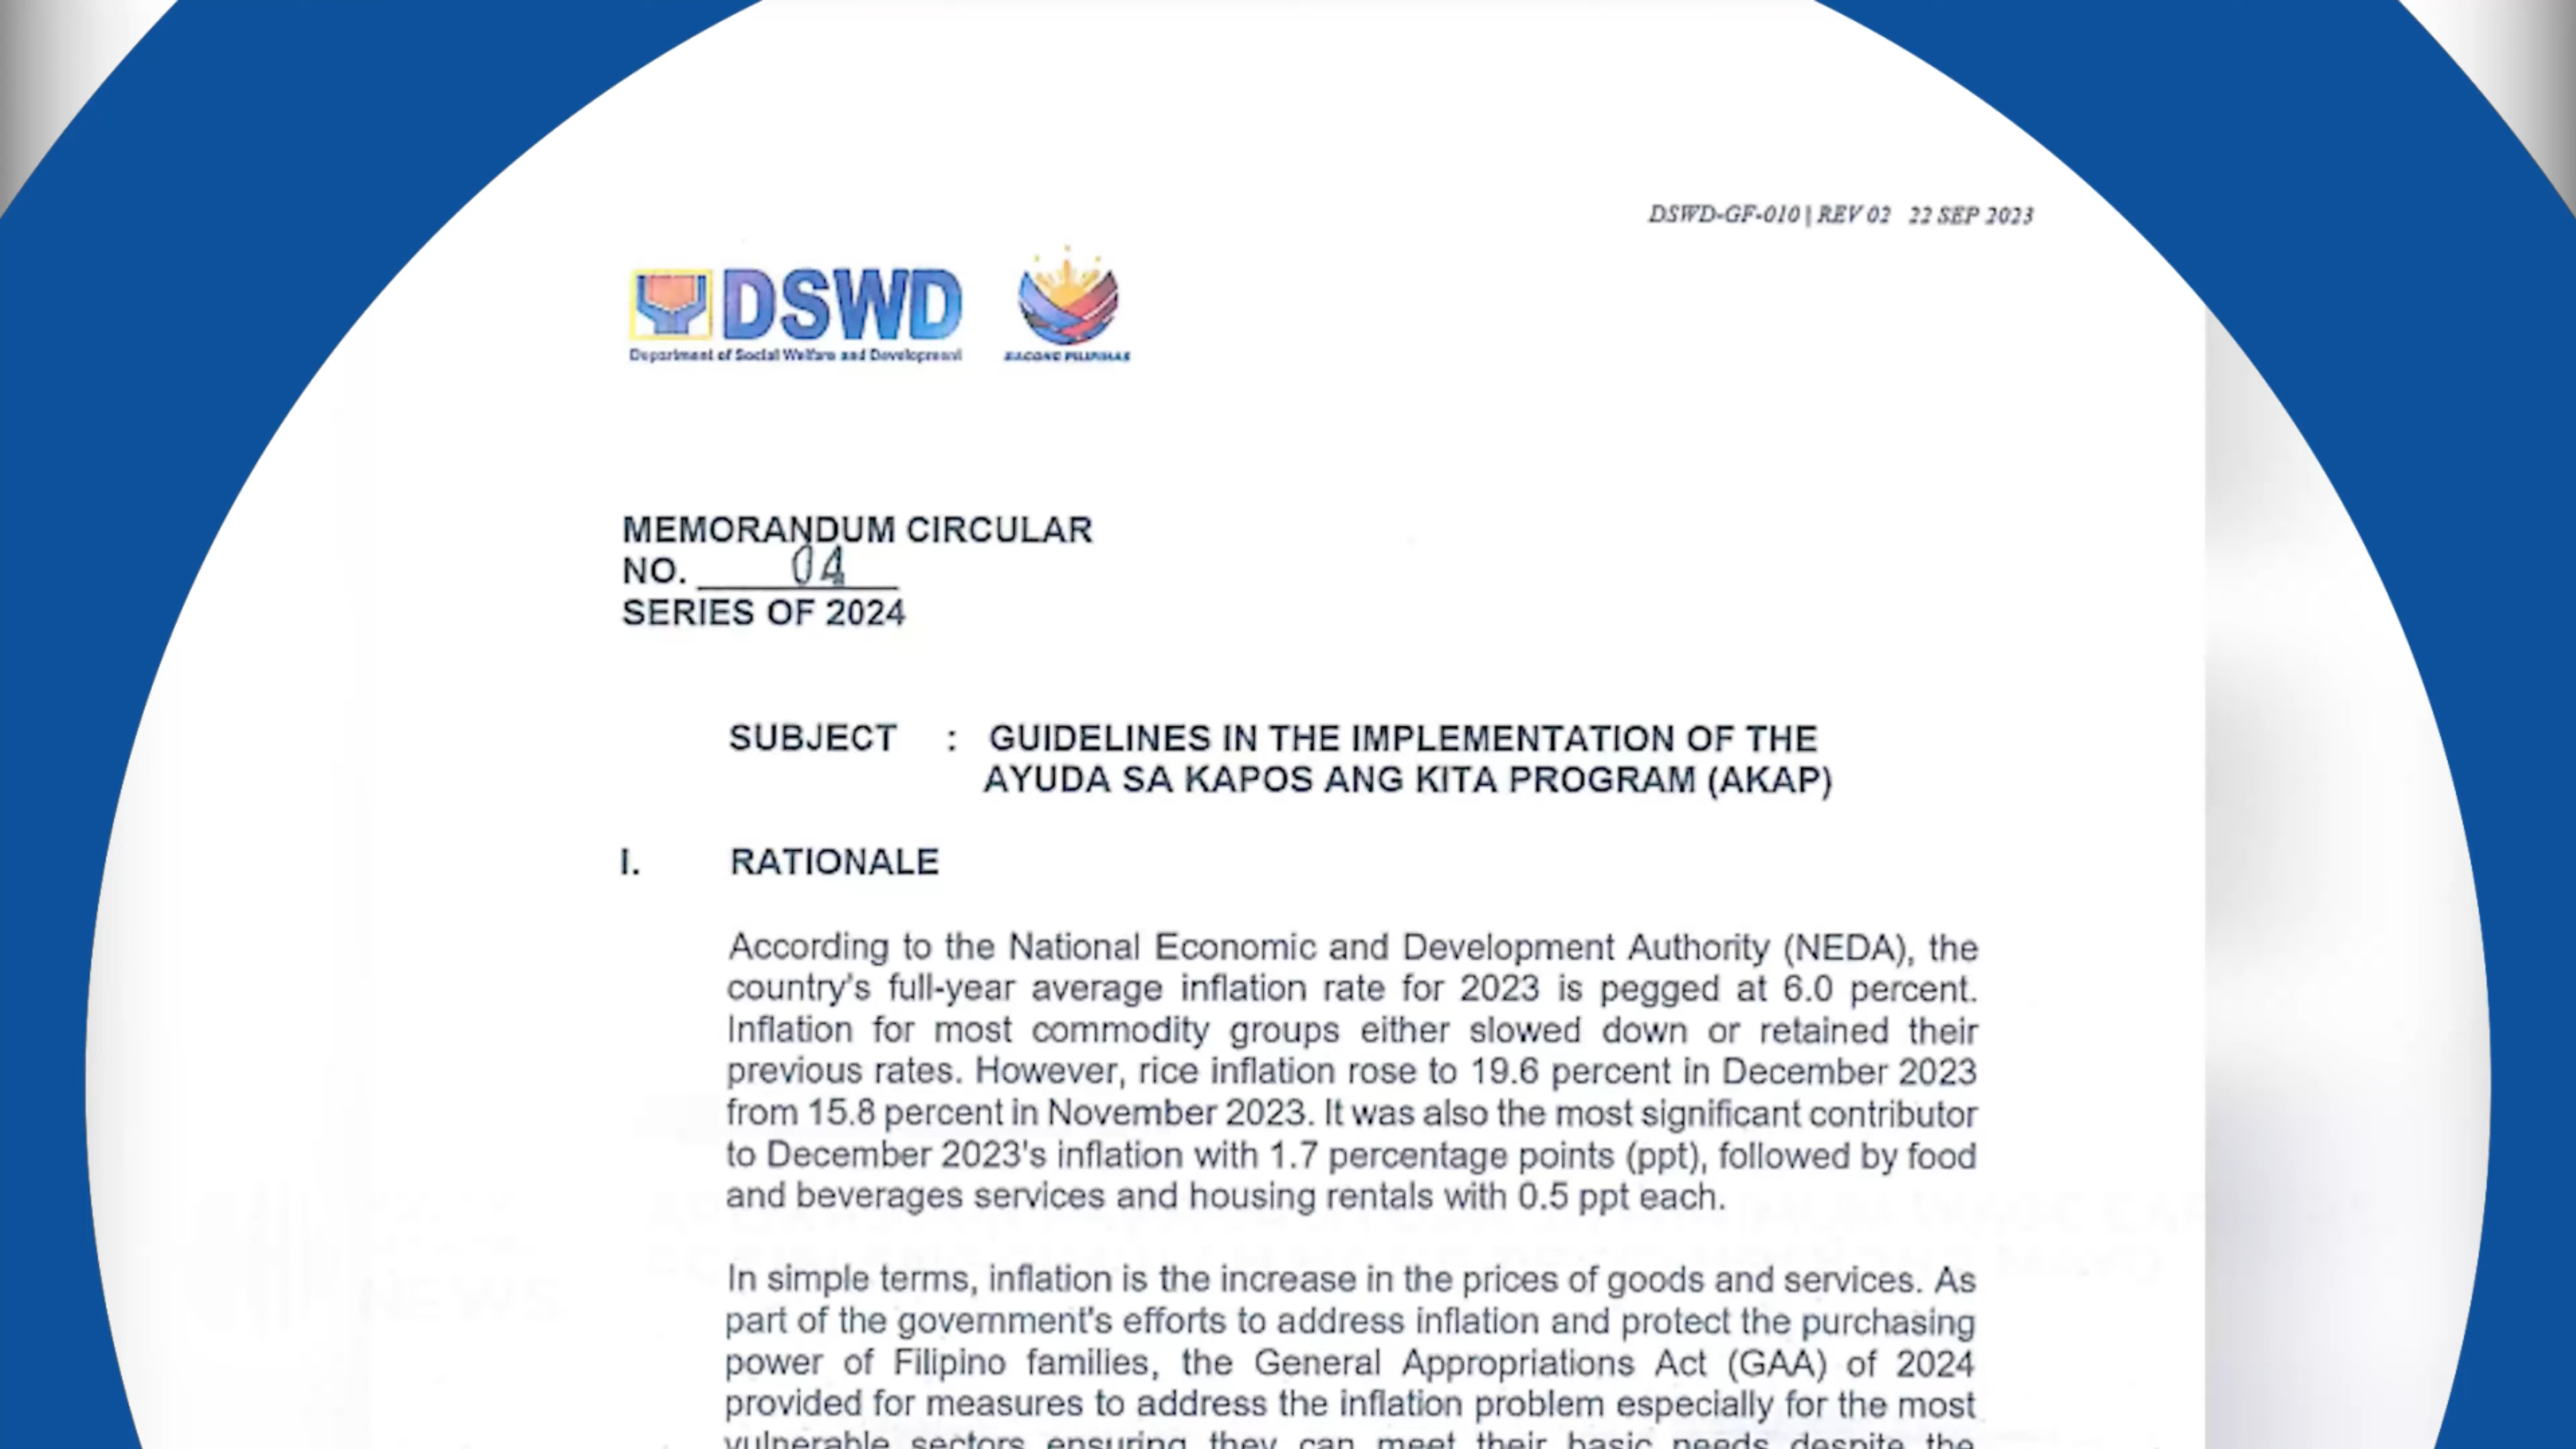 DSWD-GF-010 | REV 02 22 SEP 2023
DSWD
Department of Social Welfare and Development
BAGONG PILIPINAS
MEMORANDUM CIRCULAR
NO. 04
SERIES OF 2024
SUBJECT : GUIDELINES IN THE IMPLEMENTATION OF THE
AYUDA SA KAPOS ANG KITA PROGRAM (AKAP)
I. RATIONALE
According to the National Economic and Development Authority (NEDA), the
country's full-year average inflation rate for 2023 is pegged at 6.0 percent.
Inflation for most commodity groups either slowed down or retained their
previous rates. However, rice inflation rose to 19.6 percent in December 2023
from 15.8 percent in November 2023. It was also the most significant contributor
to December 2023's inflation with 1.7 percentage points (ppt), followed by food
and beverages services and housing rentals with 0.5 ppt each.
In simple terms, inflation is the increase in the prices of goods and services. As
part of the government's efforts to address inflation and protect the purchasing
power of Filipino families, the General Appropriations Act (GAA) of 2024
provided for measures to address the inflation problem especially for the most
vulnerable sectors ensuring they can meet their basic needs despite the
NEWS